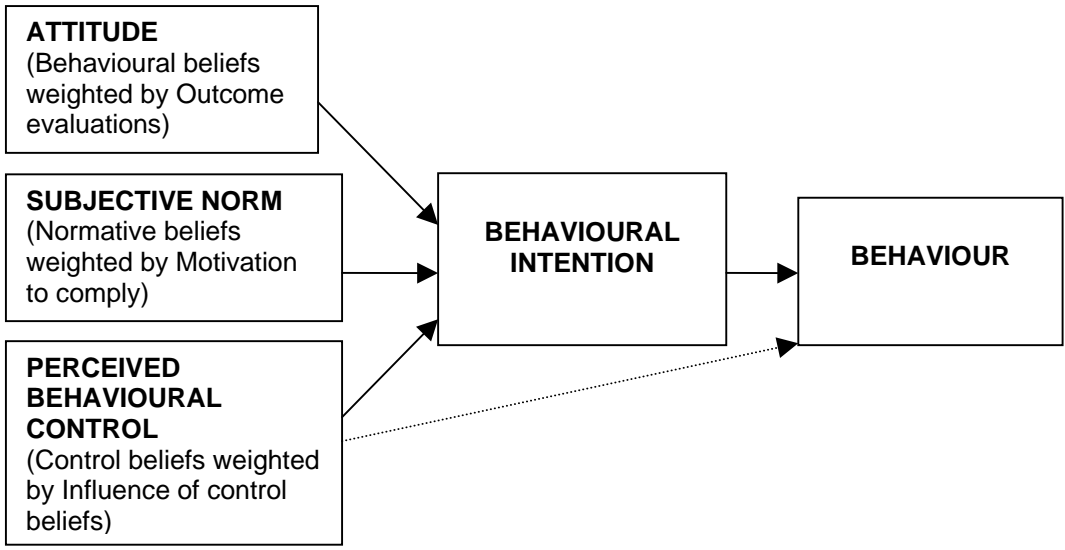 ATTITUDE
(Behavioural beliefs
weighted by Outcome
evaluations)
SUBJECTIVE NORM
(Normative beliefs
weighted by Motivation
to comply)
PERCEIVED
BEHAVIOURAL
CONTROL
(Control beliefs weighted
by Influence of control
beliefs)
BEHAVIOURAL
INTENTION
BEHAVIOUR